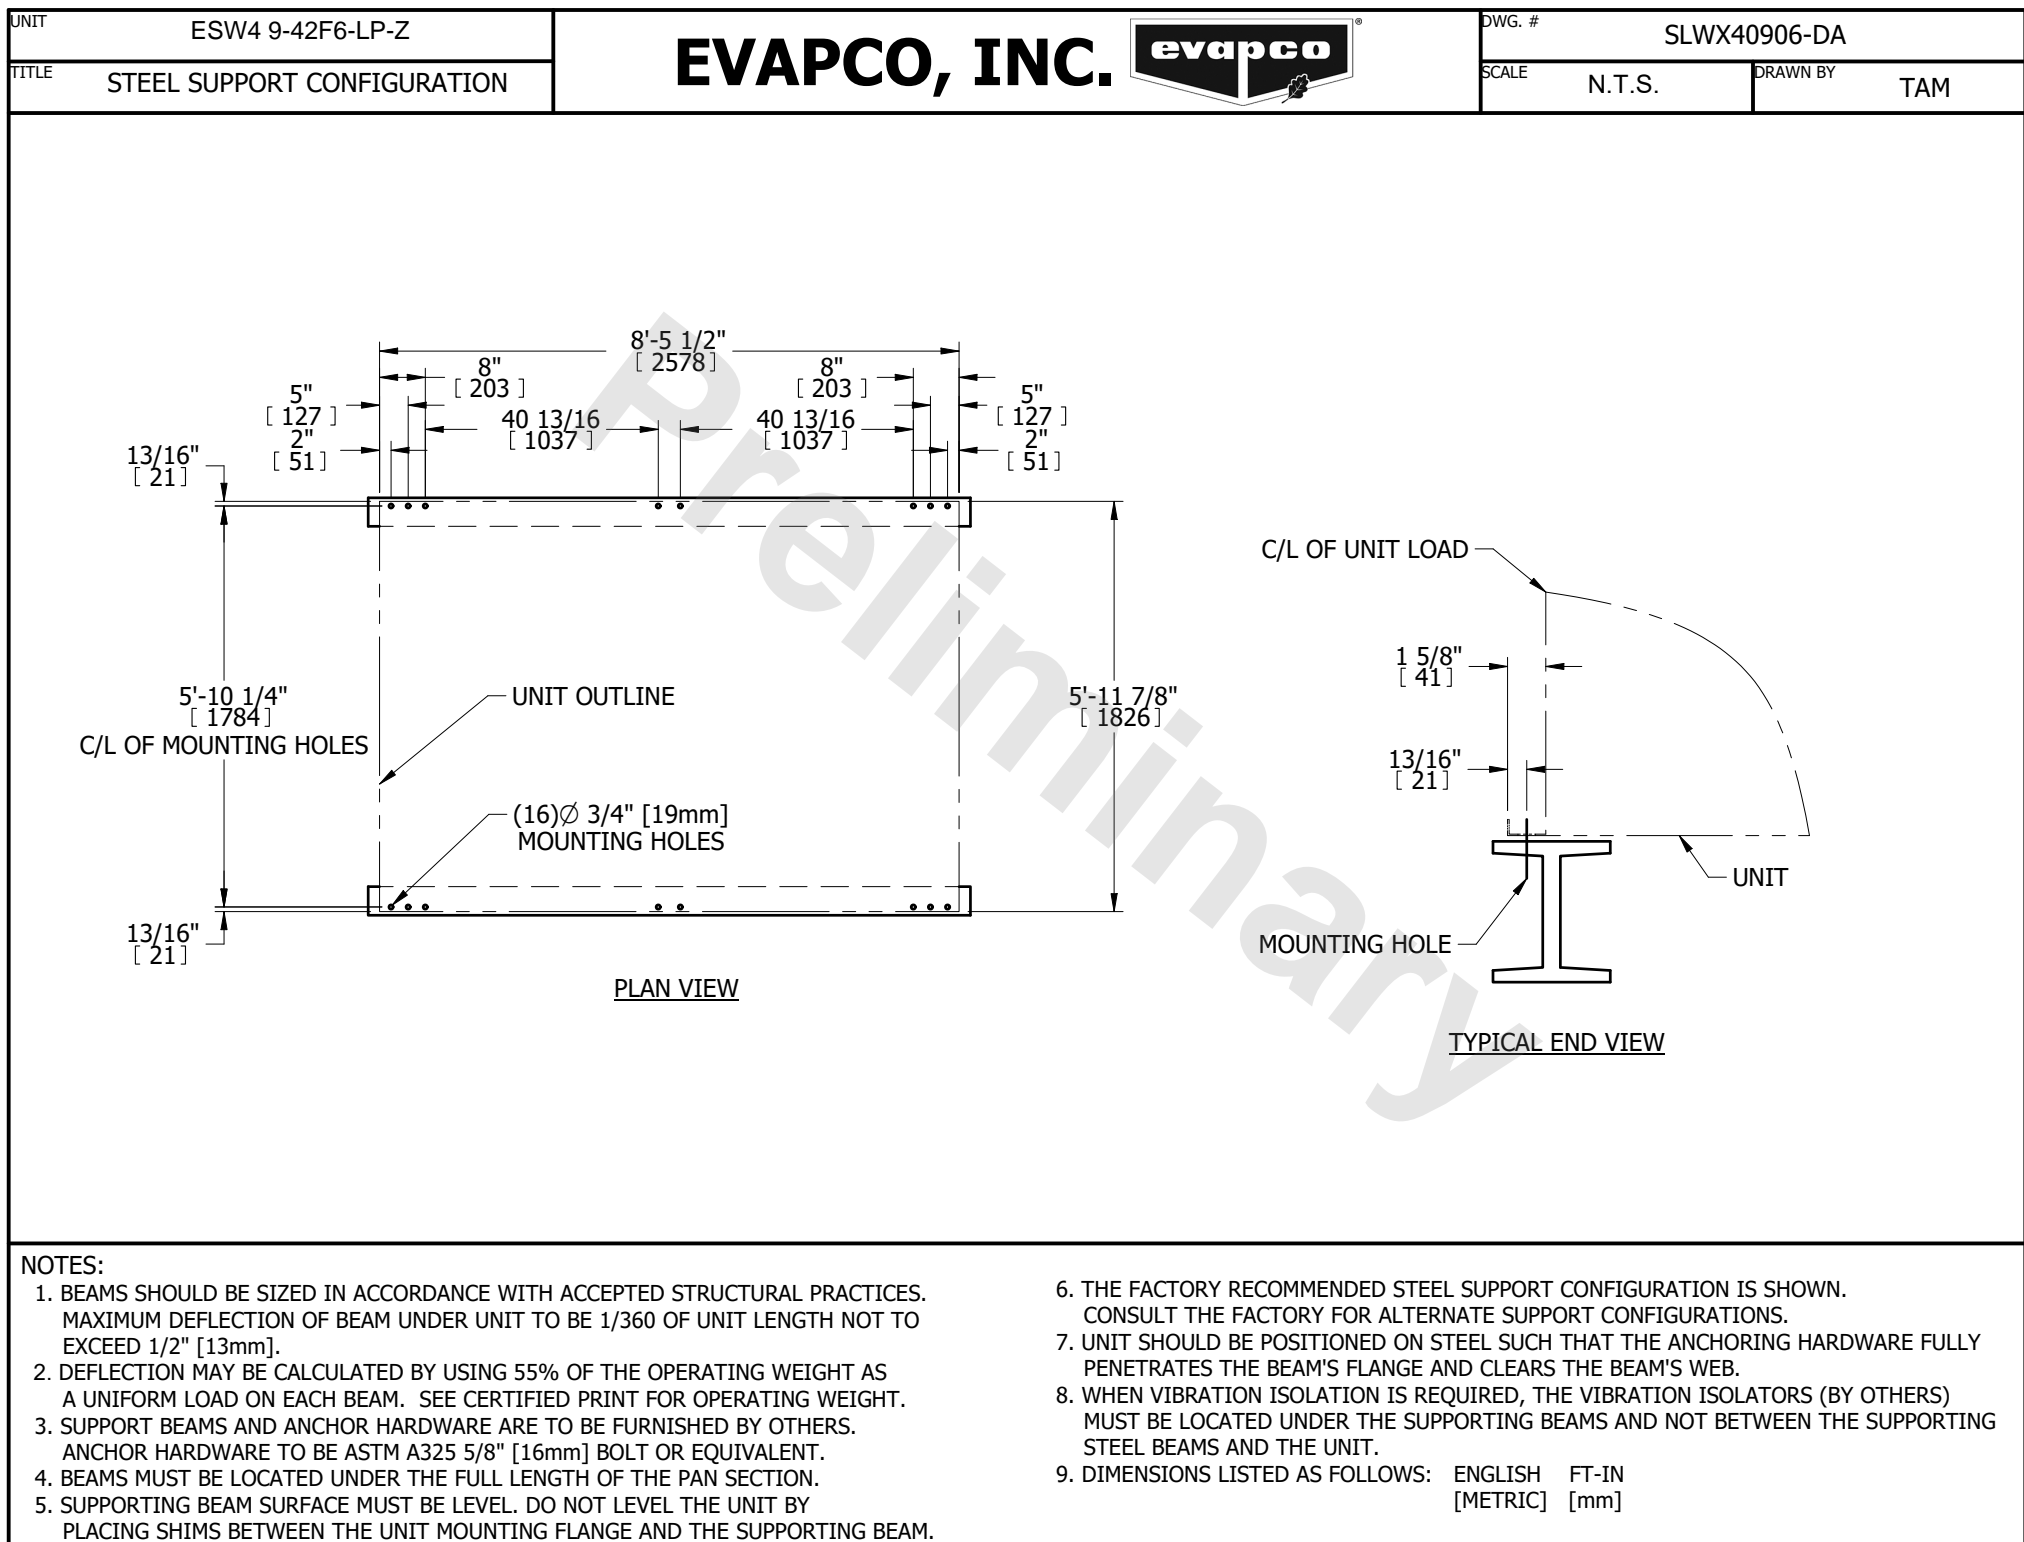 UNIT
ESW4 9-42F6-LP-Z
TITLE
STEEL SUPPORT CONFIGURATION
EVAPCO, INC.
evapco
®
DWG. #
SLWX40906-DA
SCALE
N.T.S.
DRAWN BY
TAM
8'-5 1/2"
[ 2578 ]
8"
[ 203 ]
8"
[ 203 ]
5"
[ 127 ]
5"
[ 127 ]
40 13/16
[ 1037 ]
40 13/16
[ 1037 ]
2"
[ 51 ]
2"
[ 51 ]
13/16"
[ 21 ]
5'-10 1/4"
[ 1784 ]
C/L OF MOUNTING HOLES
UNIT OUTLINE
5'-11 7/8"
[ 1826 ]
(16)∅ 3/4" [19mm]
MOUNTING HOLES
13/16"
[ 21 ]
PLAN VIEW
C/L OF UNIT LOAD
1 5/8"
[ 41 ]
13/16"
[ 21 ]
UNIT
MOUNTING HOLE
TYPICAL END VIEW
Preliminary
NOTES:
1. BEAMS SHOULD BE SIZED IN ACCORDANCE WITH ACCEPTED STRUCTURAL PRACTICES.
MAXIMUM DEFLECTION OF BEAM UNDER UNIT TO BE 1/360 OF UNIT LENGTH NOT TO
EXCEED 1/2" [13mm].
2. DEFLECTION MAY BE CALCULATED BY USING 55% OF THE OPERATING WEIGHT AS
A UNIFORM LOAD ON EACH BEAM. SEE CERTIFIED PRINT FOR OPERATING WEIGHT.
3. SUPPORT BEAMS AND ANCHOR HARDWARE ARE TO BE FURNISHED BY OTHERS.
ANCHOR HARDWARE TO BE ASTM A325 5/8" [16mm] BOLT OR EQUIVALENT.
4. BEAMS MUST BE LOCATED UNDER THE FULL LENGTH OF THE PAN SECTION.
5. SUPPORTING BEAM SURFACE MUST BE LEVEL. DO NOT LEVEL THE UNIT BY
PLACING SHIMS BETWEEN THE UNIT MOUNTING FLANGE AND THE SUPPORTING BEAM.
6. THE FACTORY RECOMMENDED STEEL SUPPORT CONFIGURATION IS SHOWN.
CONSULT THE FACTORY FOR ALTERNATE SUPPORT CONFIGURATIONS.
7. UNIT SHOULD BE POSITIONED ON STEEL SUCH THAT THE ANCHORING HARDWARE FULLY
PENETRATES THE BEAM'S FLANGE AND CLEARS THE BEAM'S WEB.
8. WHEN VIBRATION ISOLATION IS REQUIRED, THE VIBRATION ISOLATORS (BY OTHERS)
MUST BE LOCATED UNDER THE SUPPORTING BEAMS AND NOT BETWEEN THE SUPPORTING
STEEL BEAMS AND THE UNIT.
9. DIMENSIONS LISTED AS FOLLOWS: ENGLISH FT-IN
[METRIC] [mm]